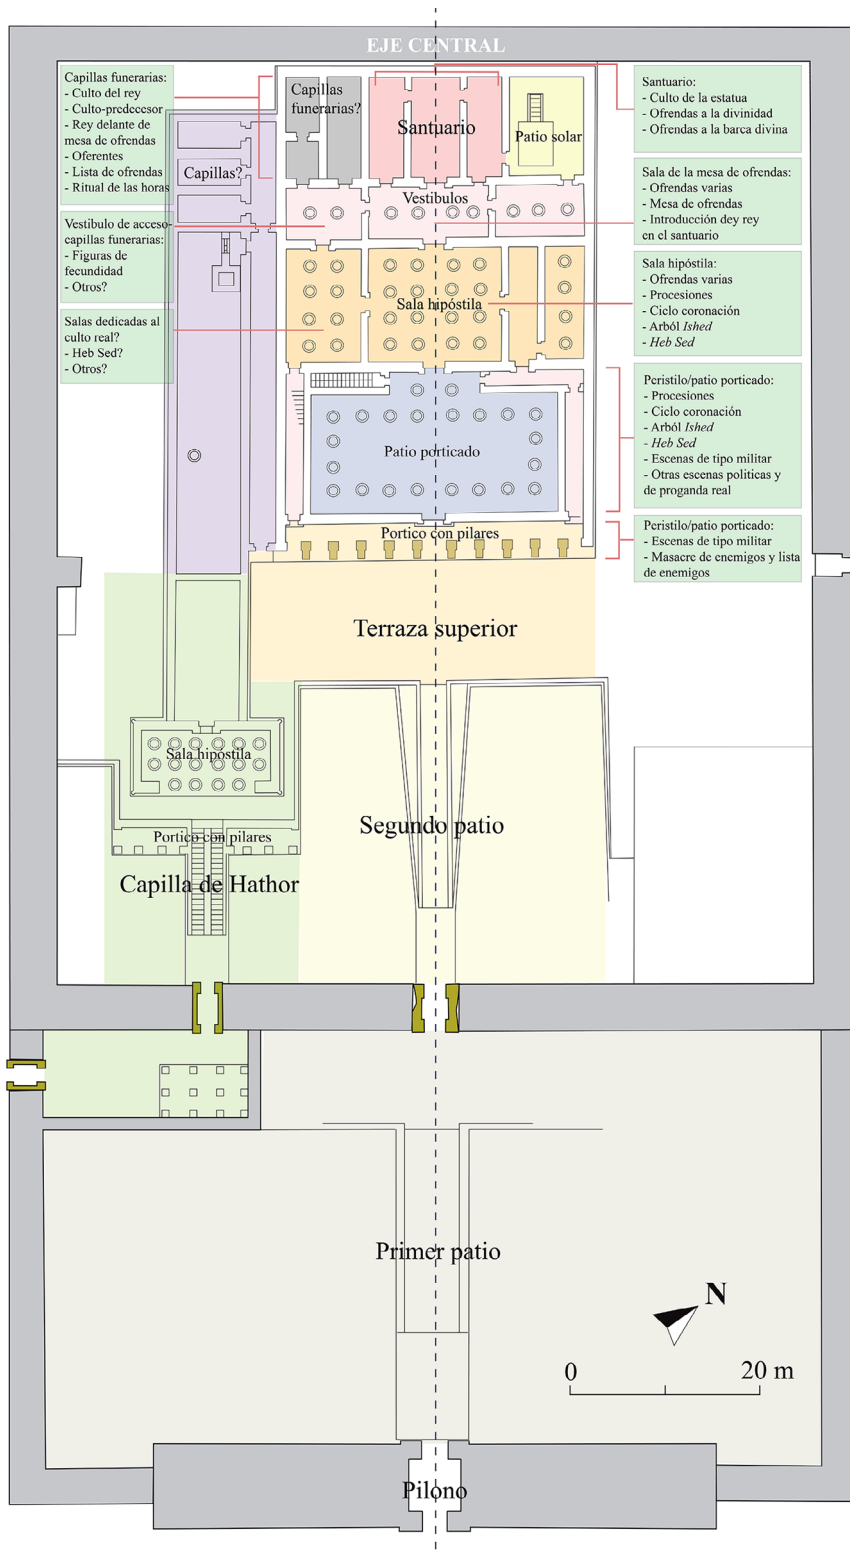 EJE CENTRAL
Capillas funerarias:
- Culto del rey
- Culto-prcdcccsor
- Rey delante de
mesa de ofrendas
- Oferentes
- Lista de ofrendas
- Ritual de las horas
Vestibulo de acceso-
capillas funerarias:
- Figuras de
fecundidad
- Otros?
Salas dedicadas al
culto real?
- Heb Sed?
- Otros?
Capillas
funerarias?
Santuario
Patio solar
Capillas?
Vestibulos
Sala hipóstila
Patio porticado
Portico con pilares
Terraza superior
Santuario:
- Culto de la estatua
- Ofrendas a la divinidad
- Ofrendas a la barca divina
Sala de la mesa de ofrendas:
- Ofrendas varias
- Mesa de ofrendas
- Introducción dey rey
en el santuario
Sala hipóstila:
- Ofrendas varias
- Procesiones
- Ciclo coronación
- Arból Ished
- Heb Sed
Peristilo/patio porticado:
- Procesiones
- Ciclo coronación
- Arból Ished
- Heb Sed
- Escenas de tipo militar
- Otras escenas politicas y
de proganda real
Peristilo/patio porticado:
- Escenas de tipo militar
- Masacre de enemigos y lista
de enemigos
Sala hipóstila
Portico con pilares
Capilla de Hathor
Segundo patio
Primer patio
N
0 20 m
Pilono